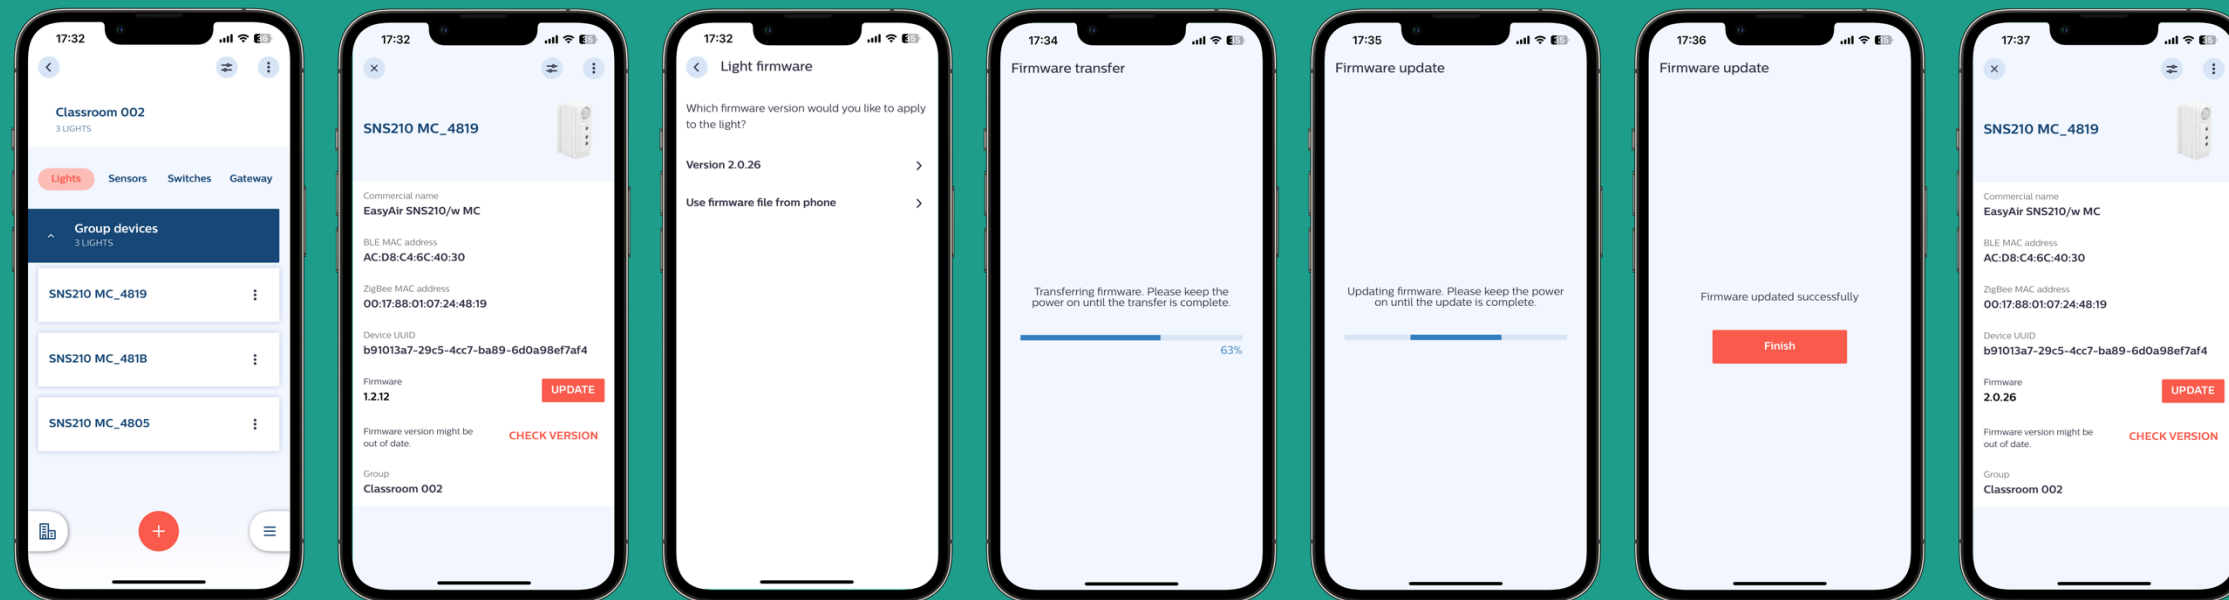 17:32
Classroom 002
3 LIGHTS
Lights Sensors Switches Gateway
Group devices
3 LIGHTS
SNS210 MC_4819
SNS210 MC_481B
SNS210 MC_4805
17:32
SNS210 MC_4819
Commercial name
EasyAir SNS210/w MC
BLE MAC address
AC:D8:C4:6C:40:30
ZigBee MAC address
00:17:88:01:07:24:48:19
Device UUID
b91013a7-29c5-4cc7-ba89-6d0a98ef7af4
Firmware
1.2.12
UPDATE
Firmware version might be
out of date.
CHECK VERSION
Group
Classroom 002
17:32
Light firmware
Which firmware version would you like to apply
to the light?
Version 2.0.26
Use firmware file from phone
17:34
Firmware transfer
Transferring firmware. Please keep the
power on until the transfer is complete.
63%
17:35
Firmware update
Updating firmware. Please keep the power
on until the update is complete.
17:36
Firmware update
Firmware updated successfully
Finish
17:37
SNS210 MC_4819
Commercial name
EasyAir SNS210/w MC
BLE MAC address
AC:D8:C4:6C:40:30
ZigBee MAC address
00:17:88:01:07:24:48:19
Device UUID
b91013a7-29c5-4cc7-ba89-6d0a98ef7af4
Firmware
2.0.26
UPDATE
Firmware version might be
out of date.
CHECK VERSION
Group
Classroom 002